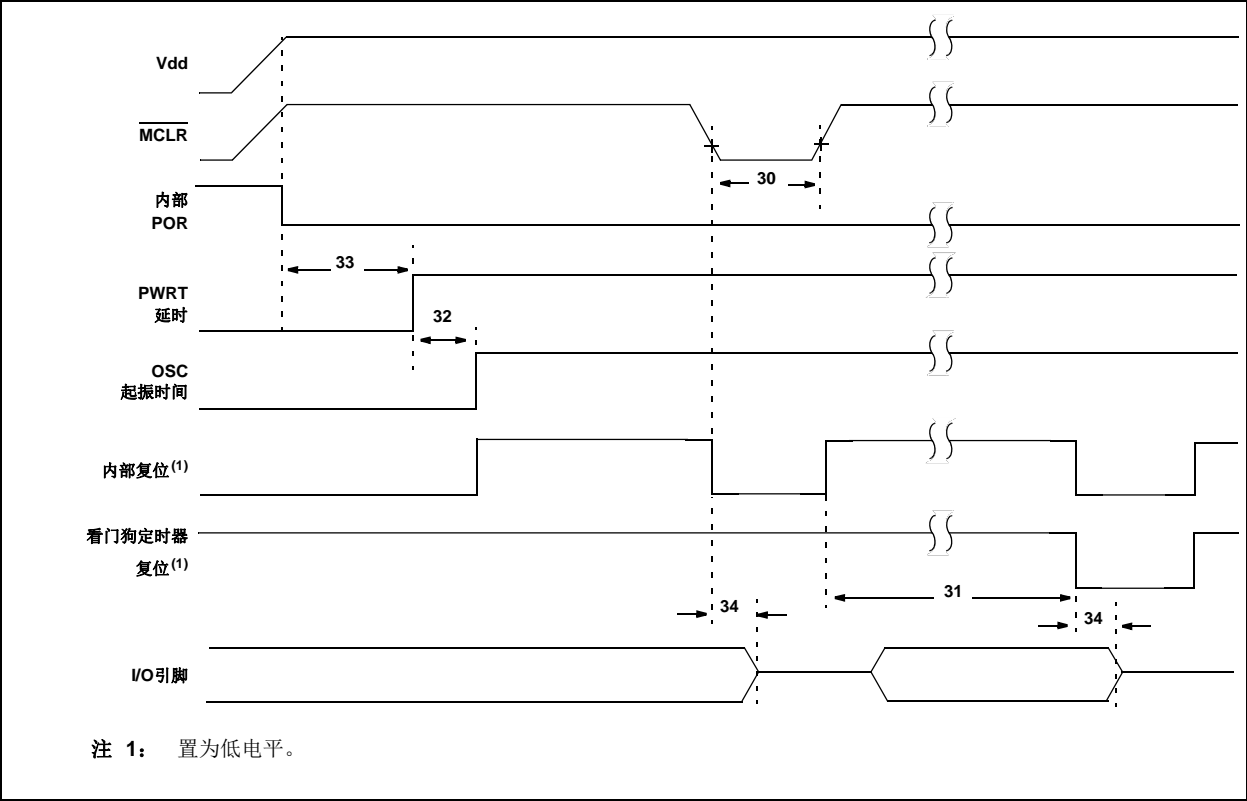 Vdd
MCLR
30
内部
POR
33
PWRT
延时
32
OSC
起振时间
内部复位(1)
看门狗定时器
复位(1)
31
34
34
I/O引脚
注 1： 置为低电平。